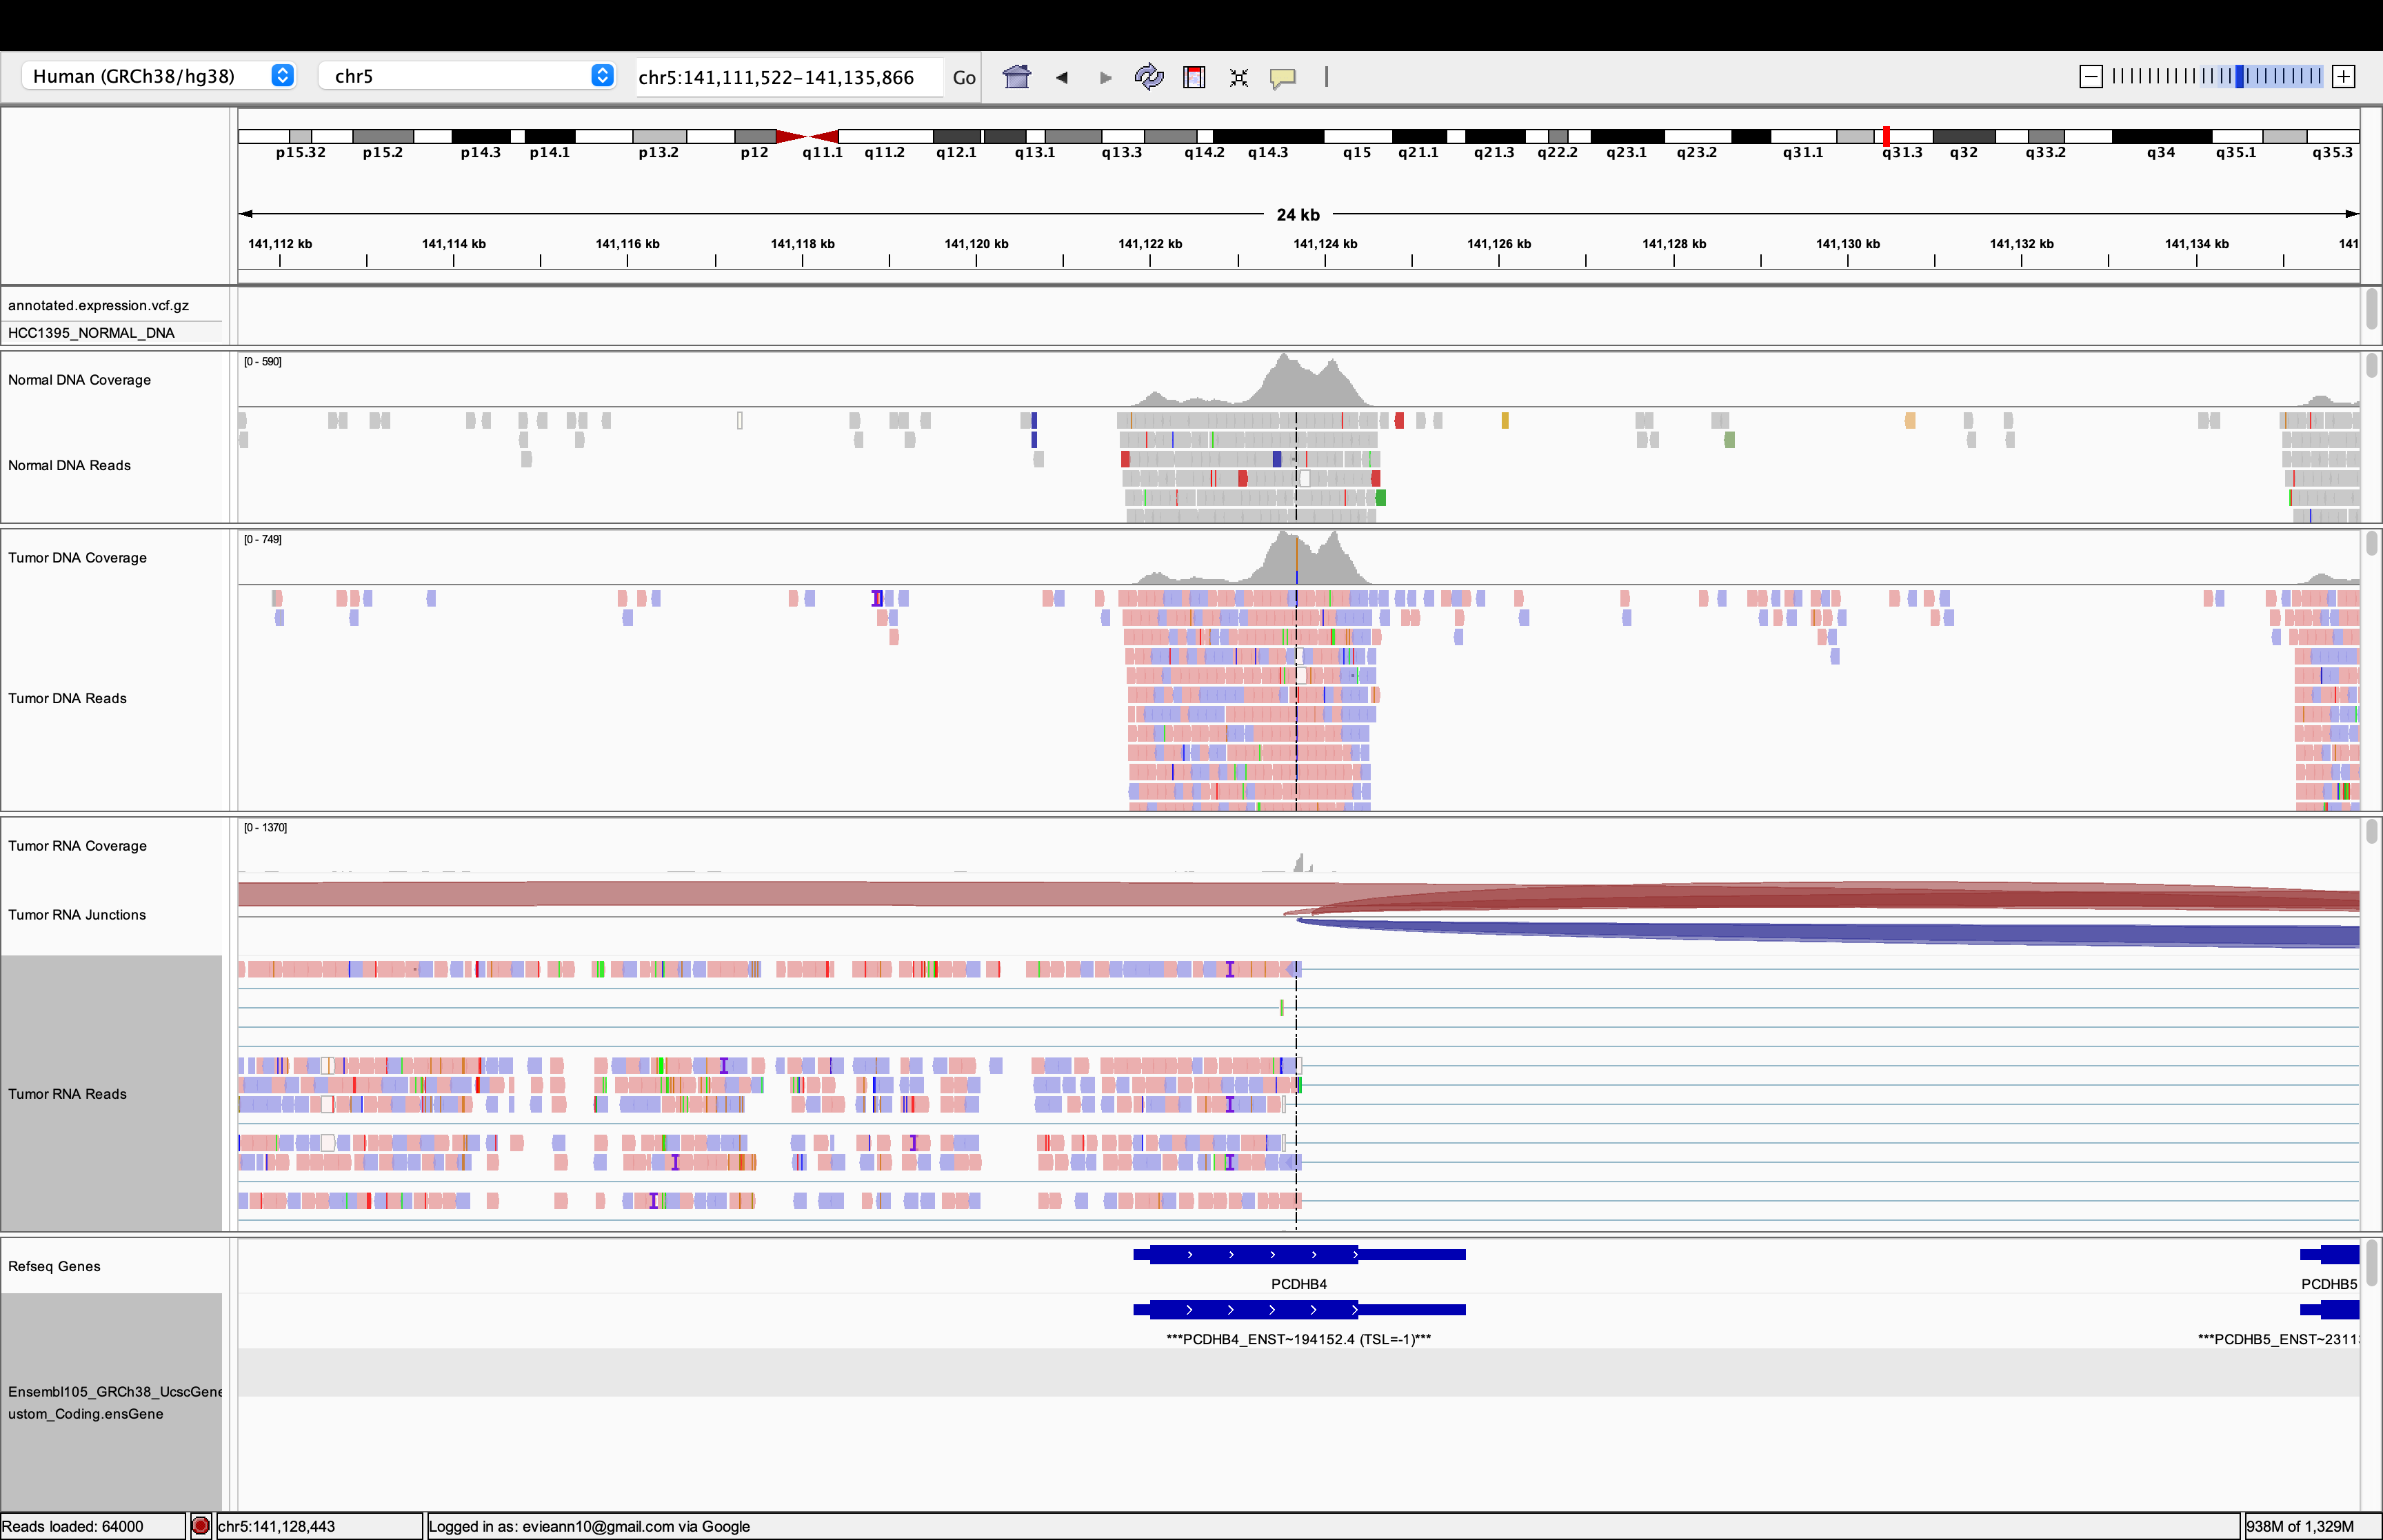 Human (GRCh38/hg38) chr5 chr5:141,111,522-141,135,866 Go
p15.32 p15.2 p14.3 p14.1 p13.2 p12 q11.1 q11.2 q12.1 q13.1 q13.3 q14.2 q14.3 q15 q21.1 q21.3 q22.2 q23.1 q23.2 q31.1 q31.3 q32 q33.2 q34 q35.1 q35.3
24 kb
141,112 kb 141,114 kb 141,116 kb 141,118 kb 141,120 kb 141,122 kb 141,124 kb 141,126 kb 141,128 kb 141,130 kb 141,132 kb 141,134 kb 141
annotated.expression.vcf.gz
HCC1395_NORMAL_DNA
[0 - 590]
Normal DNA Coverage
Normal DNA Reads
[0 - 749]
Tumor DNA Coverage
Tumor DNA Reads
[0 - 1370]
Tumor RNA Coverage
Tumor RNA Junctions
Tumor RNA Reads
Refseq Genes
PCDHB4 PCDHB5
***PCDHB4_ENST~194152.4 (TSL=-1)*** ***PCDHB5_ENST~2311
Ensembl105_GRCh38_UcscGene
ustom_Coding.ensGene
Reads loaded: 64000 chr5:141,128,443 Logged in as: evieann10@gmail.com via Google 938M of 1,329M